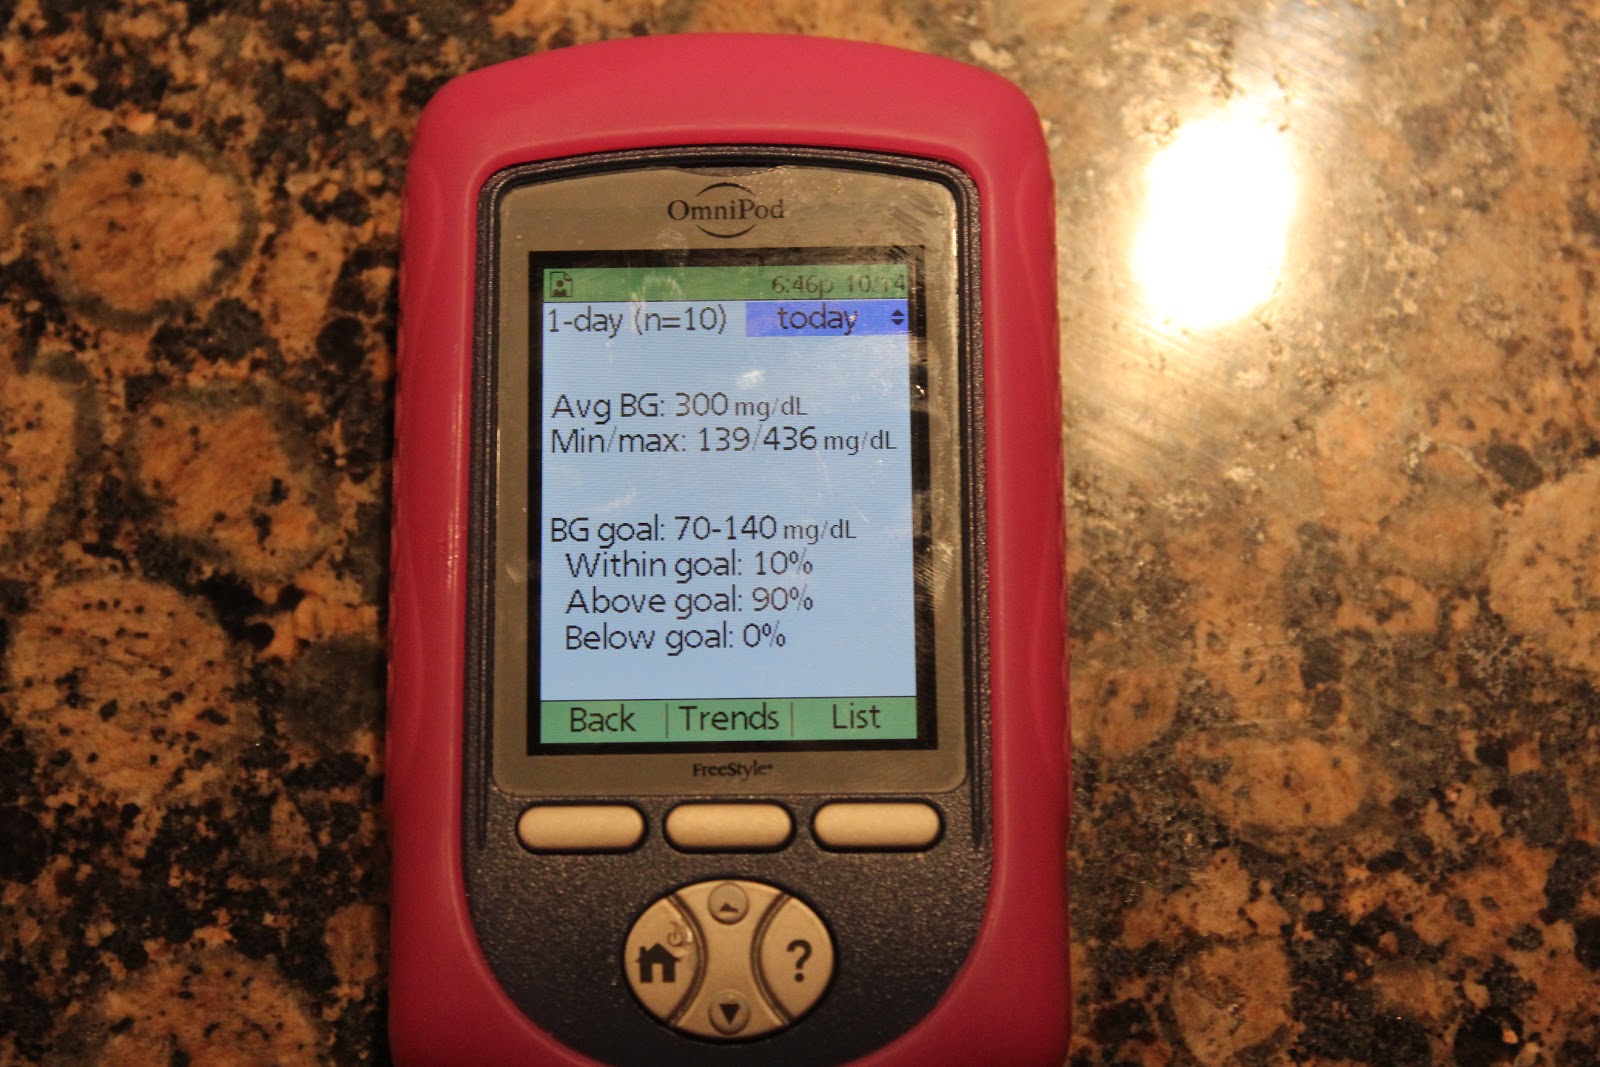 OmniPod
6:46p 10/14
1-day (n=10) today
Avg BG: 300 mg/dL
Min/max: 139/436 mg/dL
BG goal: 70-140 mg/dL
Within goal: 10%
Above goal: 90%
Below goal: 0%
Back | Trends | List
FreeStyle
?